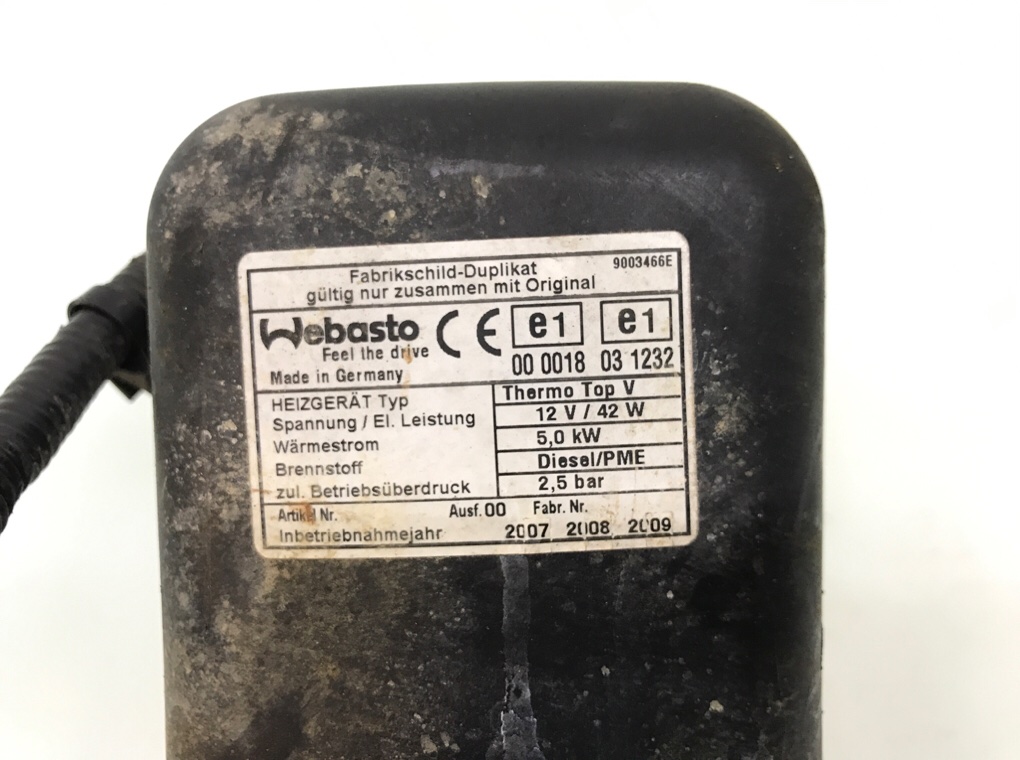 Fabrikschild-Duplikat 9003466E
gültig nur zusammen mit Original
Webasto CE e1 e1
Feel the drive 00 0018 03 1232
Made in Germany
HEIZGERÄT Typ Thermo Top V
Spannung / El. Leistung 12 V / 42 W
Wärmestrom 5,0 kW
Brennstoff Diesel/PME
zul. Betriebsüberdruck 2,5 bar
Artikel Nr. Ausf. 00 Fabr. Nr.
Inbetriebnahmejahr 2007 2008 2009